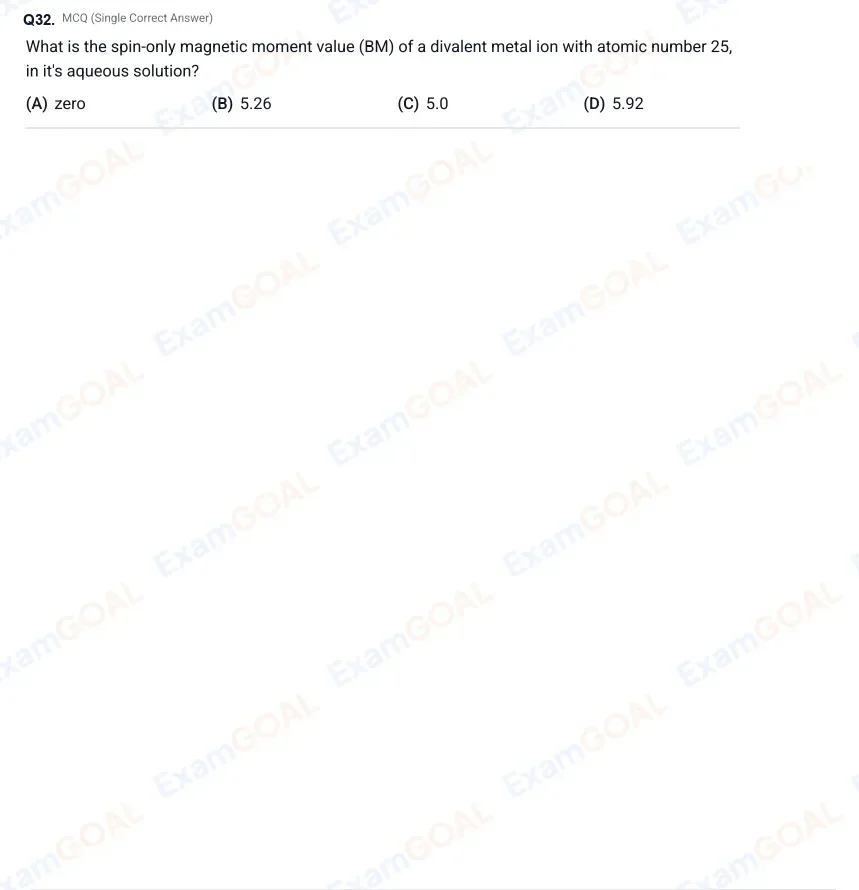 Q32. MCQ (Single Correct Answer)
What is the spin-only magnetic moment value (BM) of a divalent metal ion with atomic number 25,
in it's aqueous solution?
(A) zero (B) 5.26 (C) 5.0 (D) 5.92
ExamGOAL